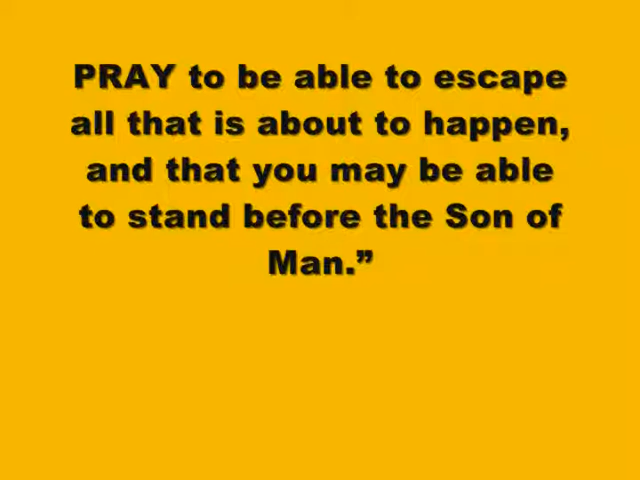 PRAY to be able to escape
all that is about to happen,
and that you may be able
to stand before the Son of
Man.”